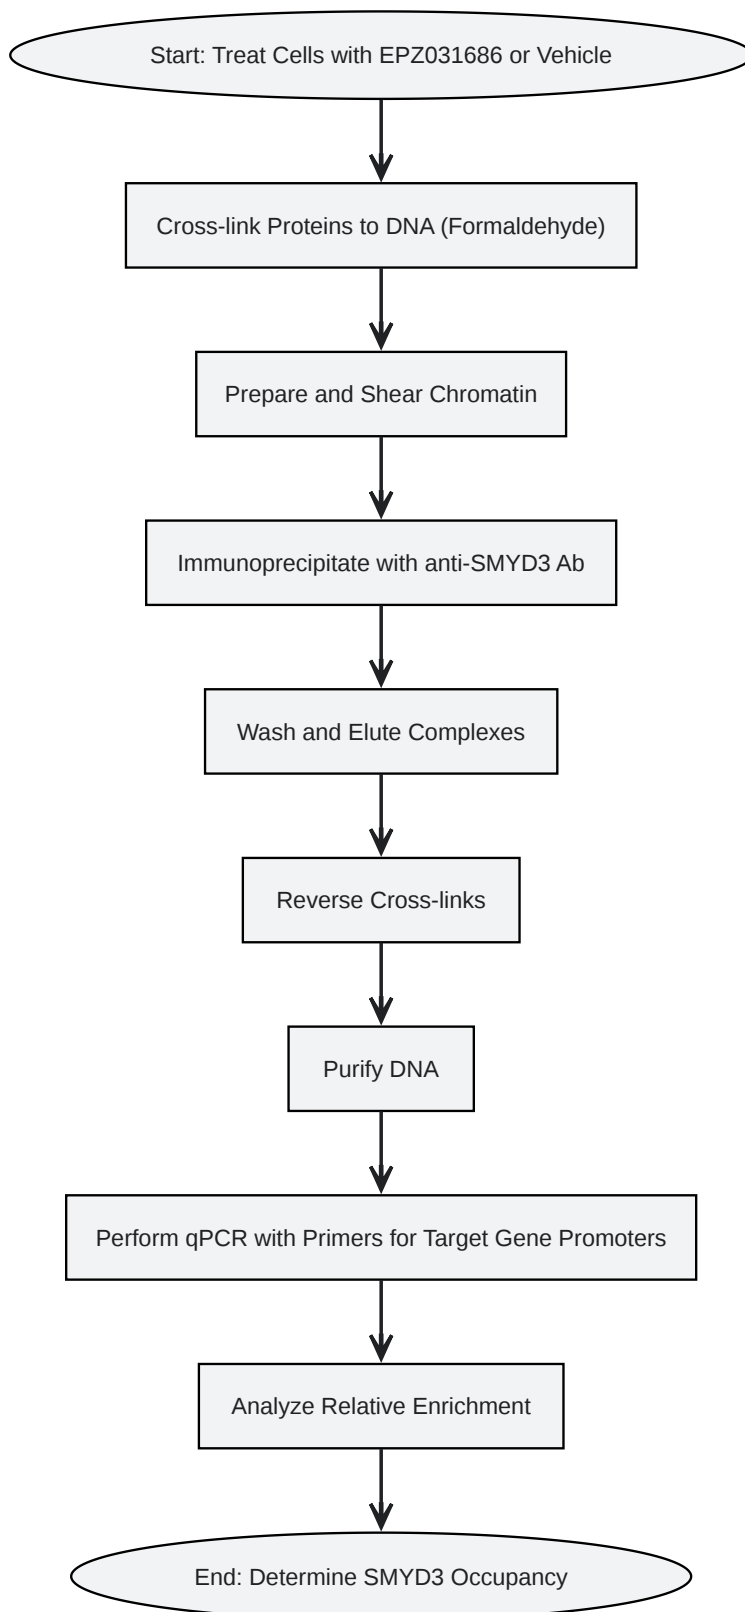 Start: Treat Cells with EPZ031686 or Vehicle
Cross-link Proteins to DNA (Formaldehyde)
Prepare and Shear Chromatin
Immunoprecipitate with anti-SMYD3 Ab
Wash and Elute Complexes
Reverse Cross-links
Purify DNA
Perform qPCR with Primers for Target Gene Promoters
Analyze Relative Enrichment
End: Determine SMYD3 Occupancy